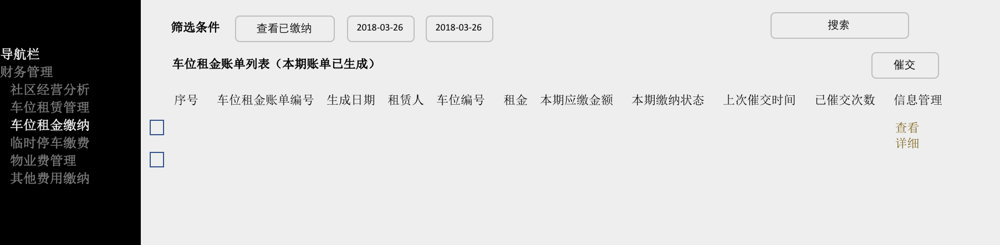 导航栏
财务管理
社区经营分析
车位租赁管理
车位租金缴纳
临时停车缴费
物业费管理
其他费用缴纳
筛选条件 查看已缴纳 2018-03-26 2018-03-26 搜索
车位租金账单列表（本期账单已生成） 催交
序号 车位租金账单编号 生成日期 租赁人 车位编号 租金 本期应缴金额 本期缴纳状态 上次催交时间 已催交次数 信息管理
查看
详细